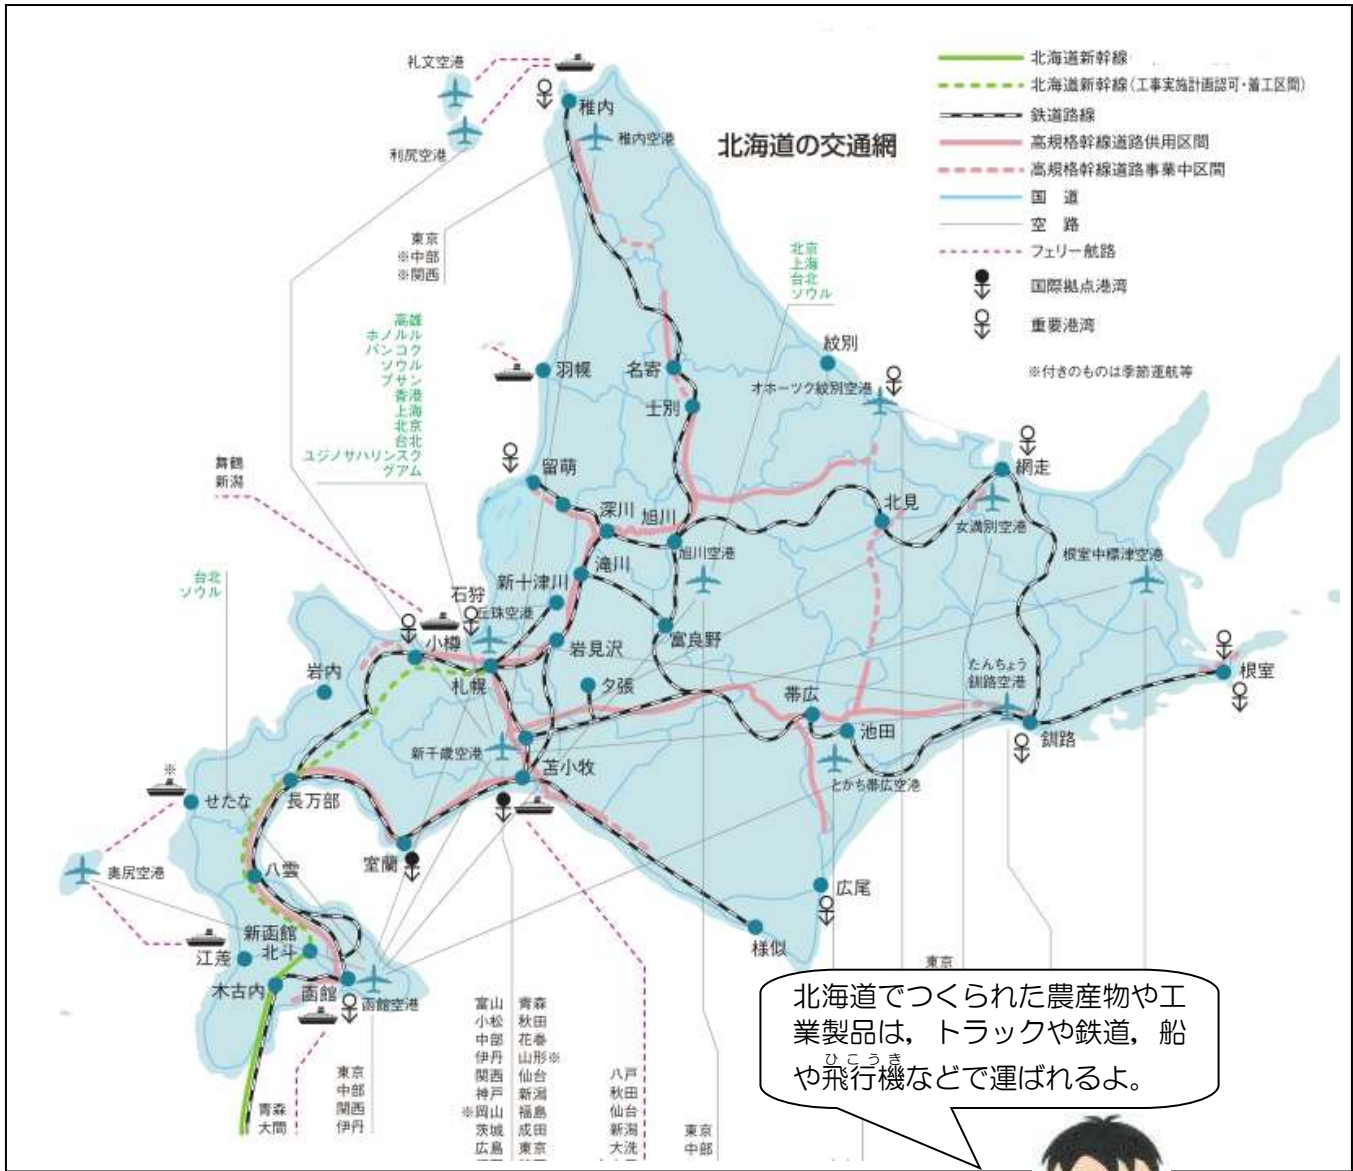 北海道の交通網
北海道新幹線
北海道新幹線(工事実施計画認可・着工区間)
鉄道路線
高規格幹線道路供用区間
高規格幹線道路事業中区間
国 道
空 路
フェリー航路
国際拠点港湾
重要港湾
※付きのものは季節運航等
礼文空港
利尻空港
稚内
稚内空港
東京
※中部
※関西
北京
上海
台北
ソウル
高雄
ホノルル
バンコク
ソウル
プサン
香港
上海
北京
台北
ユジノサハリンスク
グアム
羽幌
名寄
士別
紋別
オホーツク紋別空港
舞鶴
新潟
留萌
深川
旭川
旭川空港
北見
網走
女満別空港
根室中標津空港
滝川
新十津川
石狩
丘珠空港
台北
ソウル
小樽
札幌
岩見沢
富良野
岩内
夕張
帯広
池田
たんちょう
釧路空港
釧路
根室
新千歳空港
苫小牧
とかち帯広空港
※
せたな
長万部
室蘭
奥尻空港
八雲
広尾
様似
新函館
北斗
江差
木古内
函館
函館空港
青森
大間
東京
中部
関西
伊丹
富山
小松
中部
伊丹
関西
神戸
※岡山
茨城
広島
青森
秋田
花巻
山形※
仙台
新潟
福島
成田
東京
八戸
秋田
仙台
新潟
大洗
東京
中部
東京
北海道でつくられた農産物や工
業製品は，トラックや鉄道，船
や飛行機などで運ばれるよ。
ひこうき